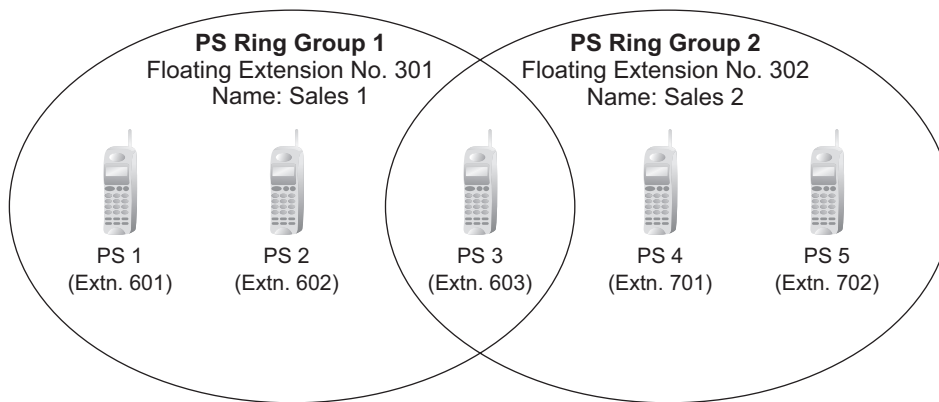 PS Ring Group 1
Floating Extension No. 301
Name: Sales 1
PS Ring Group 2
Floating Extension No. 302
Name: Sales 2
PS 1
(Extn. 601)
PS 2
(Extn. 602)
PS 3
(Extn. 603)
PS 4
(Extn. 701)
PS 5
(Extn. 702)